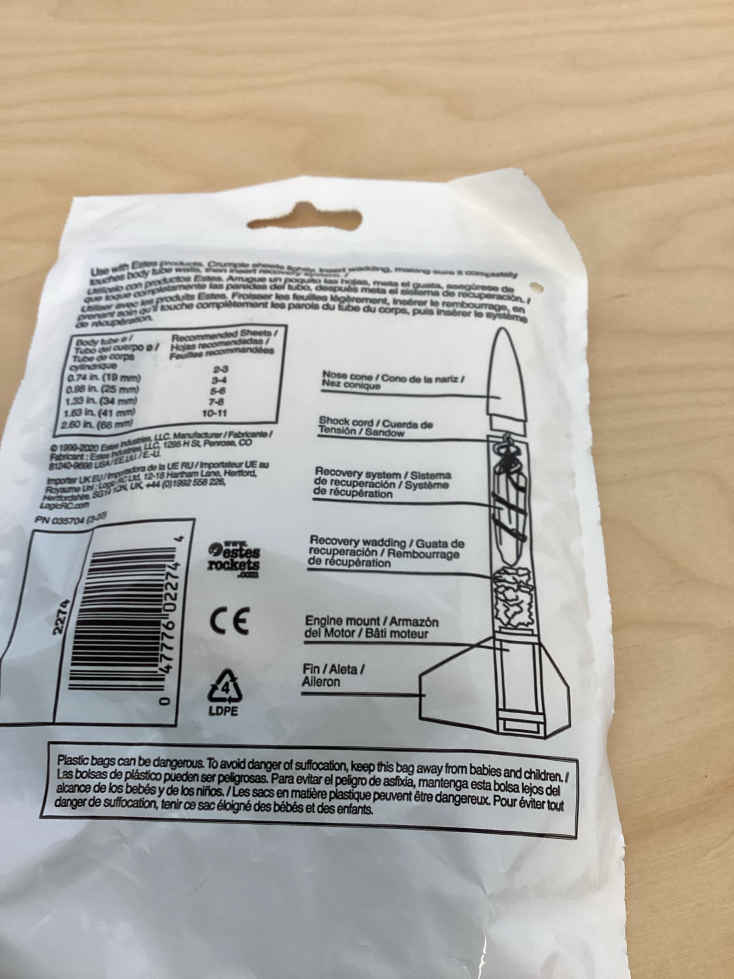 Use with Estes products. Crumple sheets lightly, insert wadding, making sure it completely
touches body tube walls, then insert recovery system. /
Utilícelo con productos Estes. Arrugue un poquito las hojas, meta el guata, asegúrese de
que toque completamente las paredes del tubo, después meta el sistema de recuperación. /
Utiliser avec les produits Estes. Froisser les feuilles légèrement, insérer le rembourrage, en
prenant soin qu'il touche complètement les parois du tube du corps, puis insérer le système
de récupération.
Body tube ø / Recommended Sheets /
Tubo del cuerpo ø / Hojas recomendadas /
Tube de corps Feuilles recommandées
cylindrique
0.74 in. (19 mm) 2-3
0.98 in. (25 mm) 3-4
1.33 in. (34 mm) 5-6
1.63 in. (41 mm) 7-8
2.60 in. (66 mm) 10-11
© 1999-2020 Estes Industries, LLC. Manufacturer / Fabricante /
Fabricant : Estes Industries, LLC, 1295 H St, Penrose, CO
81240-9698 USA / EE.UU. / É.-U.
Importer UK EU / Importadora de la UE RU / Importateur UE au
Royaume Uni : Logic RC Ltd, 12-18 Hartham Lane, Hertford,
Hertfordshire, SG14 1QN, UK, +44 (0)1992 558 226,
LogicRC.com
PN 035704 (3-20)
2274
0 47776 02274 4
www.
estes
rockets
.com
CE
4
LDPE
Nose cone / Cono de la nariz /
Nez conique
Shock cord / Cuerda de
Tensión / Sandow
Recovery system / Sistema
de recuperación / Système
de récupération
Recovery wadding / Guata de
recuperación / Rembourrage
de récupération
Engine mount / Armazón
del Motor / Bâti moteur
Fin / Aleta /
Aileron
Plastic bags can be dangerous. To avoid danger of suffocation, keep this bag away from babies and children. /
Las bolsas de plástico pueden ser peligrosas. Para evitar el peligro de asfixia, mantenga esta bolsa lejos del
alcance de los bebés y de los niños. / Les sacs en matière plastique peuvent être dangereux. Pour éviter tout
danger de suffocation, tenir ce sac éloigné des bébés et des enfants.